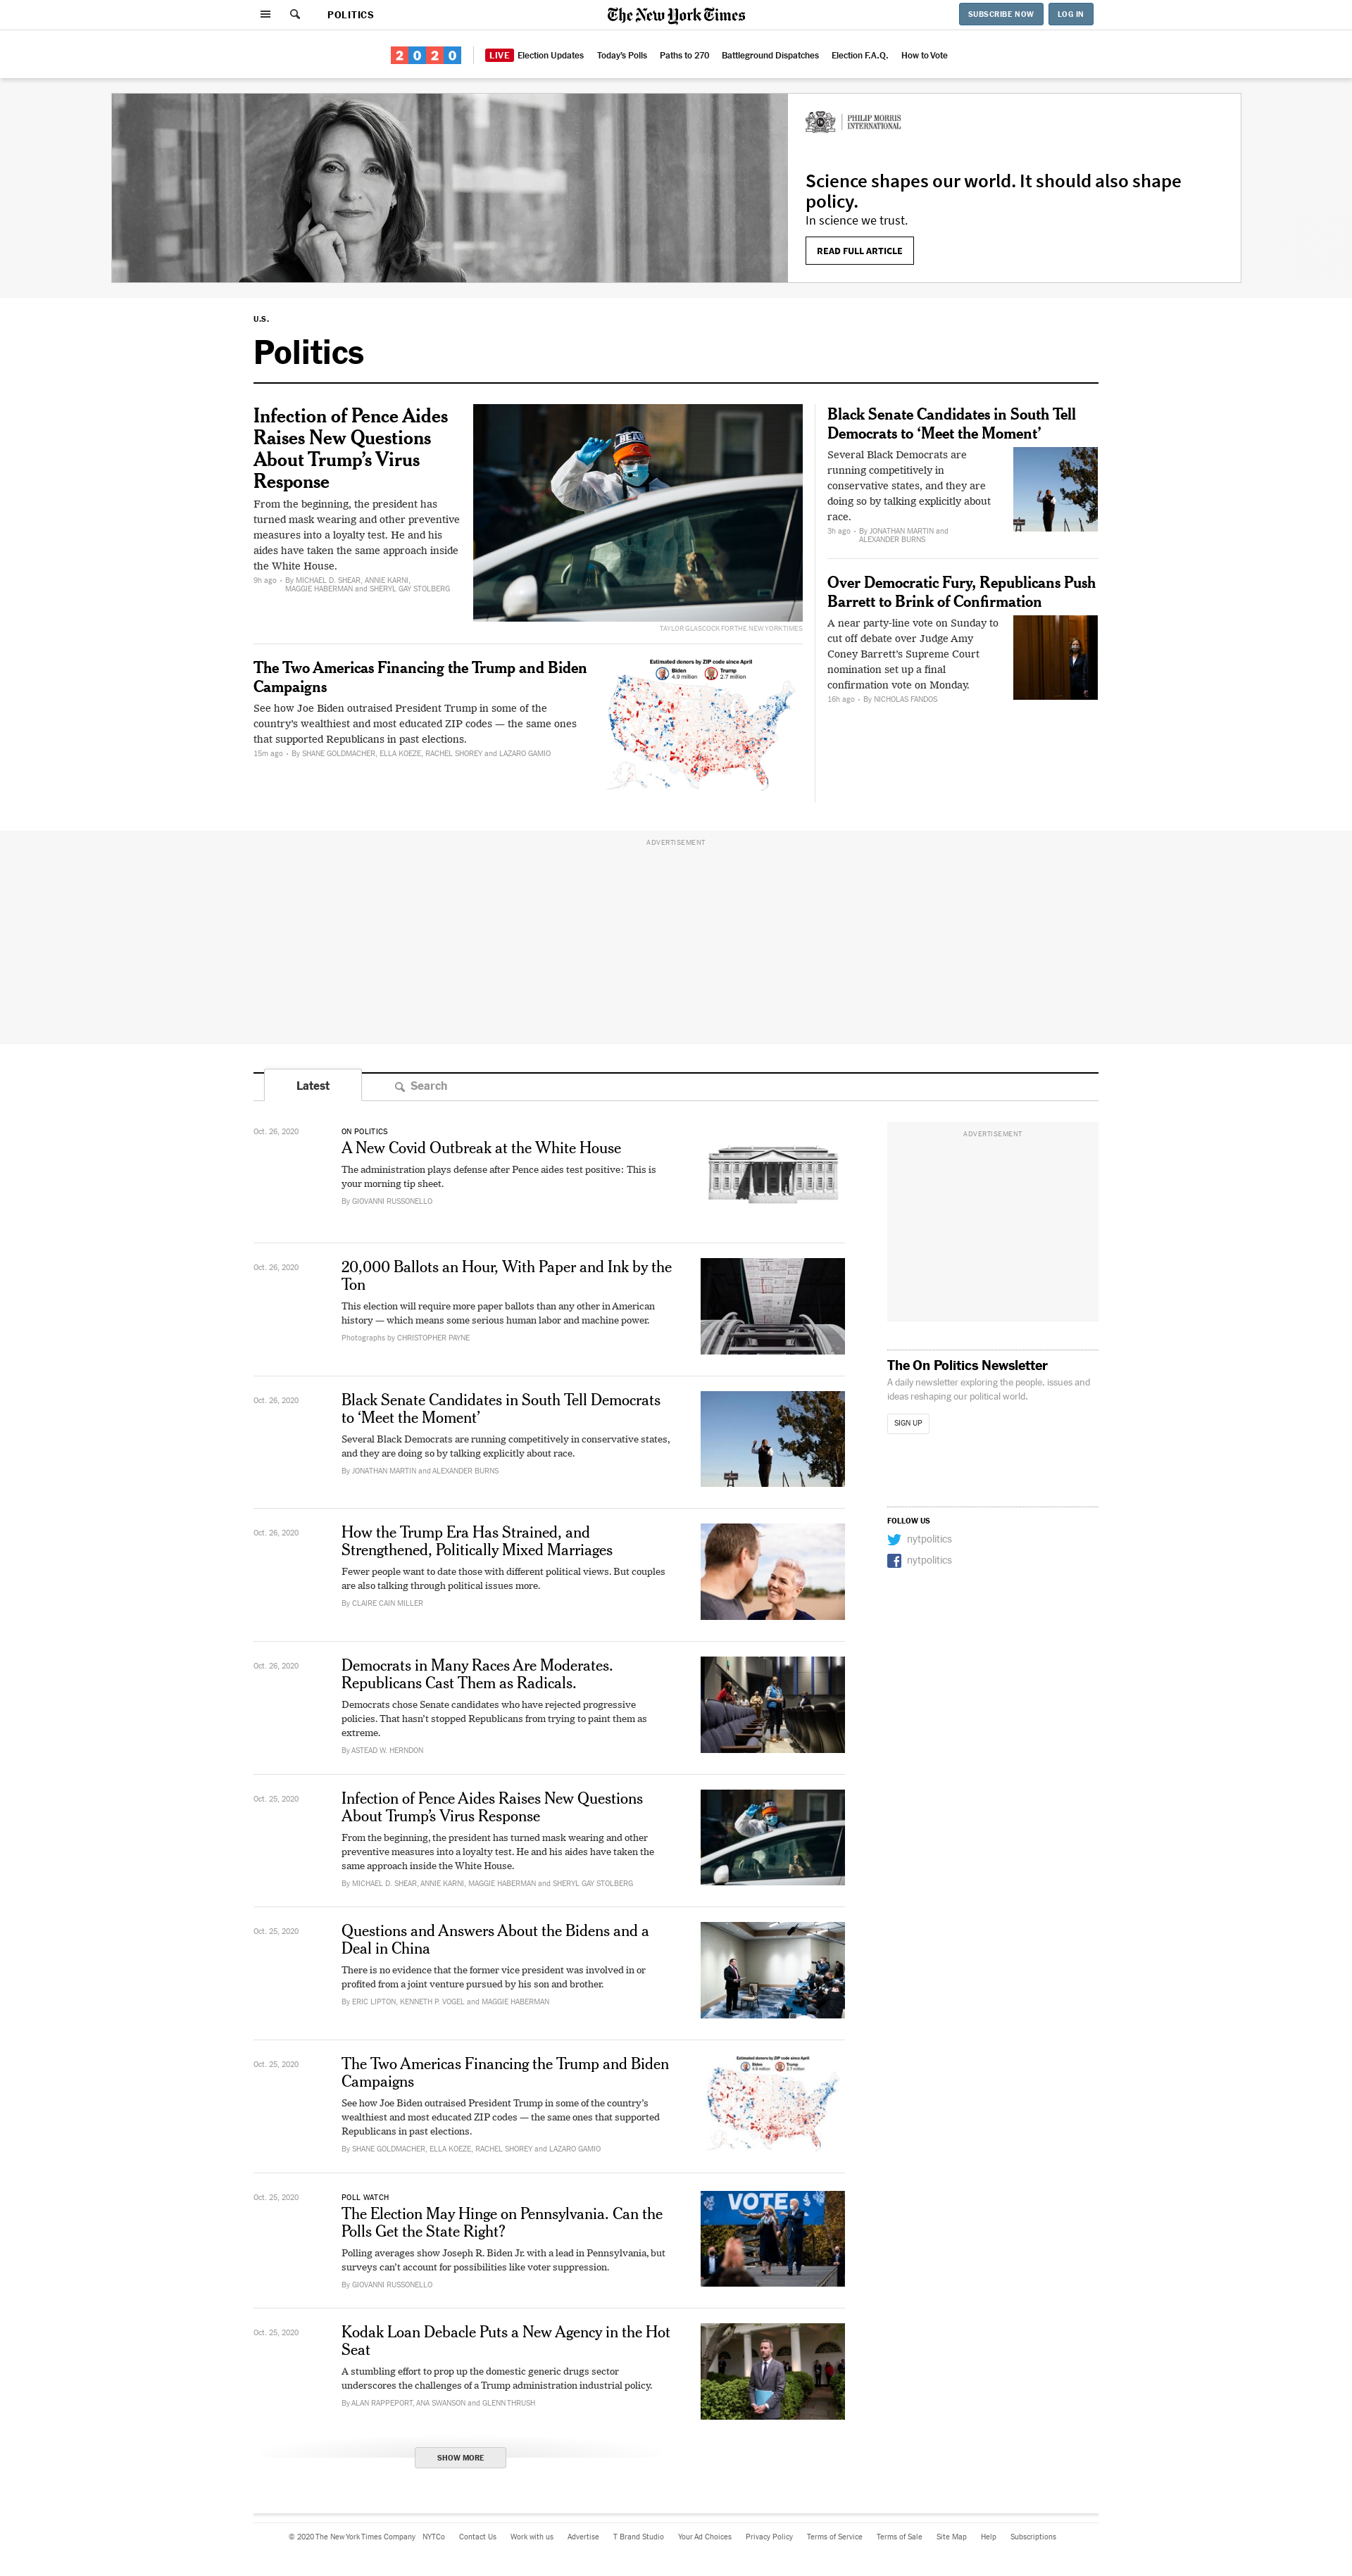 POLITICS
The New York Times
SUBSCRIBE NOW
LOG IN
2020
LIVE Election Updates
Today's Polls
Paths to 270
Battleground Dispatches
Election F.A.Q.
How to Vote
PHILIP MORRIS
INTERNATIONAL
Science shapes our world. It should also shape
policy.
In science we trust.
READ FULL ARTICLE
U.S.
Politics
Infection of Pence Aides
Raises New Questions
About Trump's Virus
Response
From the beginning, the president has
turned mask wearing and other preventive
measures into a loyalty test. He and his
aides have taken the same approach inside
the White House.
9h ago • By MICHAEL D. SHEAR, ANNIE KARNI,
MAGGIE HABERMAN and SHERYL GAY STOLBERG
BEARS
TAYLOR GLASCOCK FOR THE NEW YORK TIMES
The Two Americas Financing the Trump and Biden
Campaigns
See how Joe Biden outraised President Trump in some of the
country's wealthiest and most educated ZIP codes — the same ones
that supported Republicans in past elections.
15m ago • By SHANE GOLDMACHER, ELLA KOEZE, RACHEL SHOREY and LAZARO GAMIO
Estimated donors by ZIP code since April
Biden
4.9 million
Trump
2.7 million
Black Senate Candidates in South Tell
Democrats to ‘Meet the Moment’
Several Black Democrats are
running competitively in
conservative states, and they are
doing so by talking explicitly about
race.
3h ago • By JONATHAN MARTIN and
ALEXANDER BURNS
Over Democratic Fury, Republicans Push
Barrett to Brink of Confirmation
A near party-line vote on Sunday to
cut off debate over Judge Amy
Coney Barrett's Supreme Court
nomination set up a final
confirmation vote on Monday.
16h ago • By NICHOLAS FANDOS
ADVERTISEMENT
Latest
Search
Oct. 26, 2020
ON POLITICS
A New Covid Outbreak at the White House
The administration plays defense after Pence aides test positive: This is
your morning tip sheet.
By GIOVANNI RUSSONELLO
Oct. 26, 2020
20,000 Ballots an Hour, With Paper and Ink by the
Ton
This election will require more paper ballots than any other in American
history — which means some serious human labor and machine power.
Photographs by CHRISTOPHER PAYNE
Oct. 26, 2020
Black Senate Candidates in South Tell Democrats
to ‘Meet the Moment’
Several Black Democrats are running competitively in conservative states,
and they are doing so by talking explicitly about race.
By JONATHAN MARTIN and ALEXANDER BURNS
Oct. 26, 2020
How the Trump Era Has Strained, and
Strengthened, Politically Mixed Marriages
Fewer people want to date those with different political views. But couples
are also talking through political issues more.
By CLAIRE CAIN MILLER
Oct. 26, 2020
Democrats in Many Races Are Moderates.
Republicans Cast Them as Radicals.
Democrats chose Senate candidates who have rejected progressive
policies. That hasn't stopped Republicans from trying to paint them as
extreme.
By ASTEAD W. HERNDON
Oct. 25, 2020
Infection of Pence Aides Raises New Questions
About Trump's Virus Response
From the beginning, the president has turned mask wearing and other
preventive measures into a loyalty test. He and his aides have taken the
same approach inside the White House.
By MICHAEL D. SHEAR, ANNIE KARNI, MAGGIE HABERMAN and SHERYL GAY STOLBERG
Oct. 25, 2020
Questions and Answers About the Bidens and a
Deal in China
There is no evidence that the former vice president was involved in or
profited from a joint venture pursued by his son and brother.
By ERIC LIPTON, KENNETH P. VOGEL and MAGGIE HABERMAN
Oct. 25, 2020
The Two Americas Financing the Trump and Biden
Campaigns
See how Joe Biden outraised President Trump in some of the country's
wealthiest and most educated ZIP codes — the same ones that supported
Republicans in past elections.
By SHANE GOLDMACHER, ELLA KOEZE, RACHEL SHOREY and LAZARO GAMIO
Estimated donors by ZIP code since April
Biden
4.9 million
Trump
2.7 million
Oct. 25, 2020
POLL WATCH
The Election May Hinge on Pennsylvania. Can the
Polls Get the State Right?
Polling averages show Joseph R. Biden Jr. with a lead in Pennsylvania, but
surveys can't account for possibilities like voter suppression.
By GIOVANNI RUSSONELLO
VOTE
Oct. 25, 2020
Kodak Loan Debacle Puts a New Agency in the Hot
Seat
A stumbling effort to prop up the domestic generic drugs sector
underscores the challenges of a Trump administration industrial policy.
By ALAN RAPPEPORT, ANA SWANSON and GLENN THRUSH
SHOW MORE
ADVERTISEMENT
The On Politics Newsletter
A daily newsletter exploring the people, issues and
ideas reshaping our political world.
SIGN UP
FOLLOW US
nytpolitics
nytpolitics
© 2020 The New York Times Company
NYTCo
Contact Us
Work with us
Advertise
T Brand Studio
Your Ad Choices
Privacy Policy
Terms of Service
Terms of Sale
Site Map
Help
Subscriptions